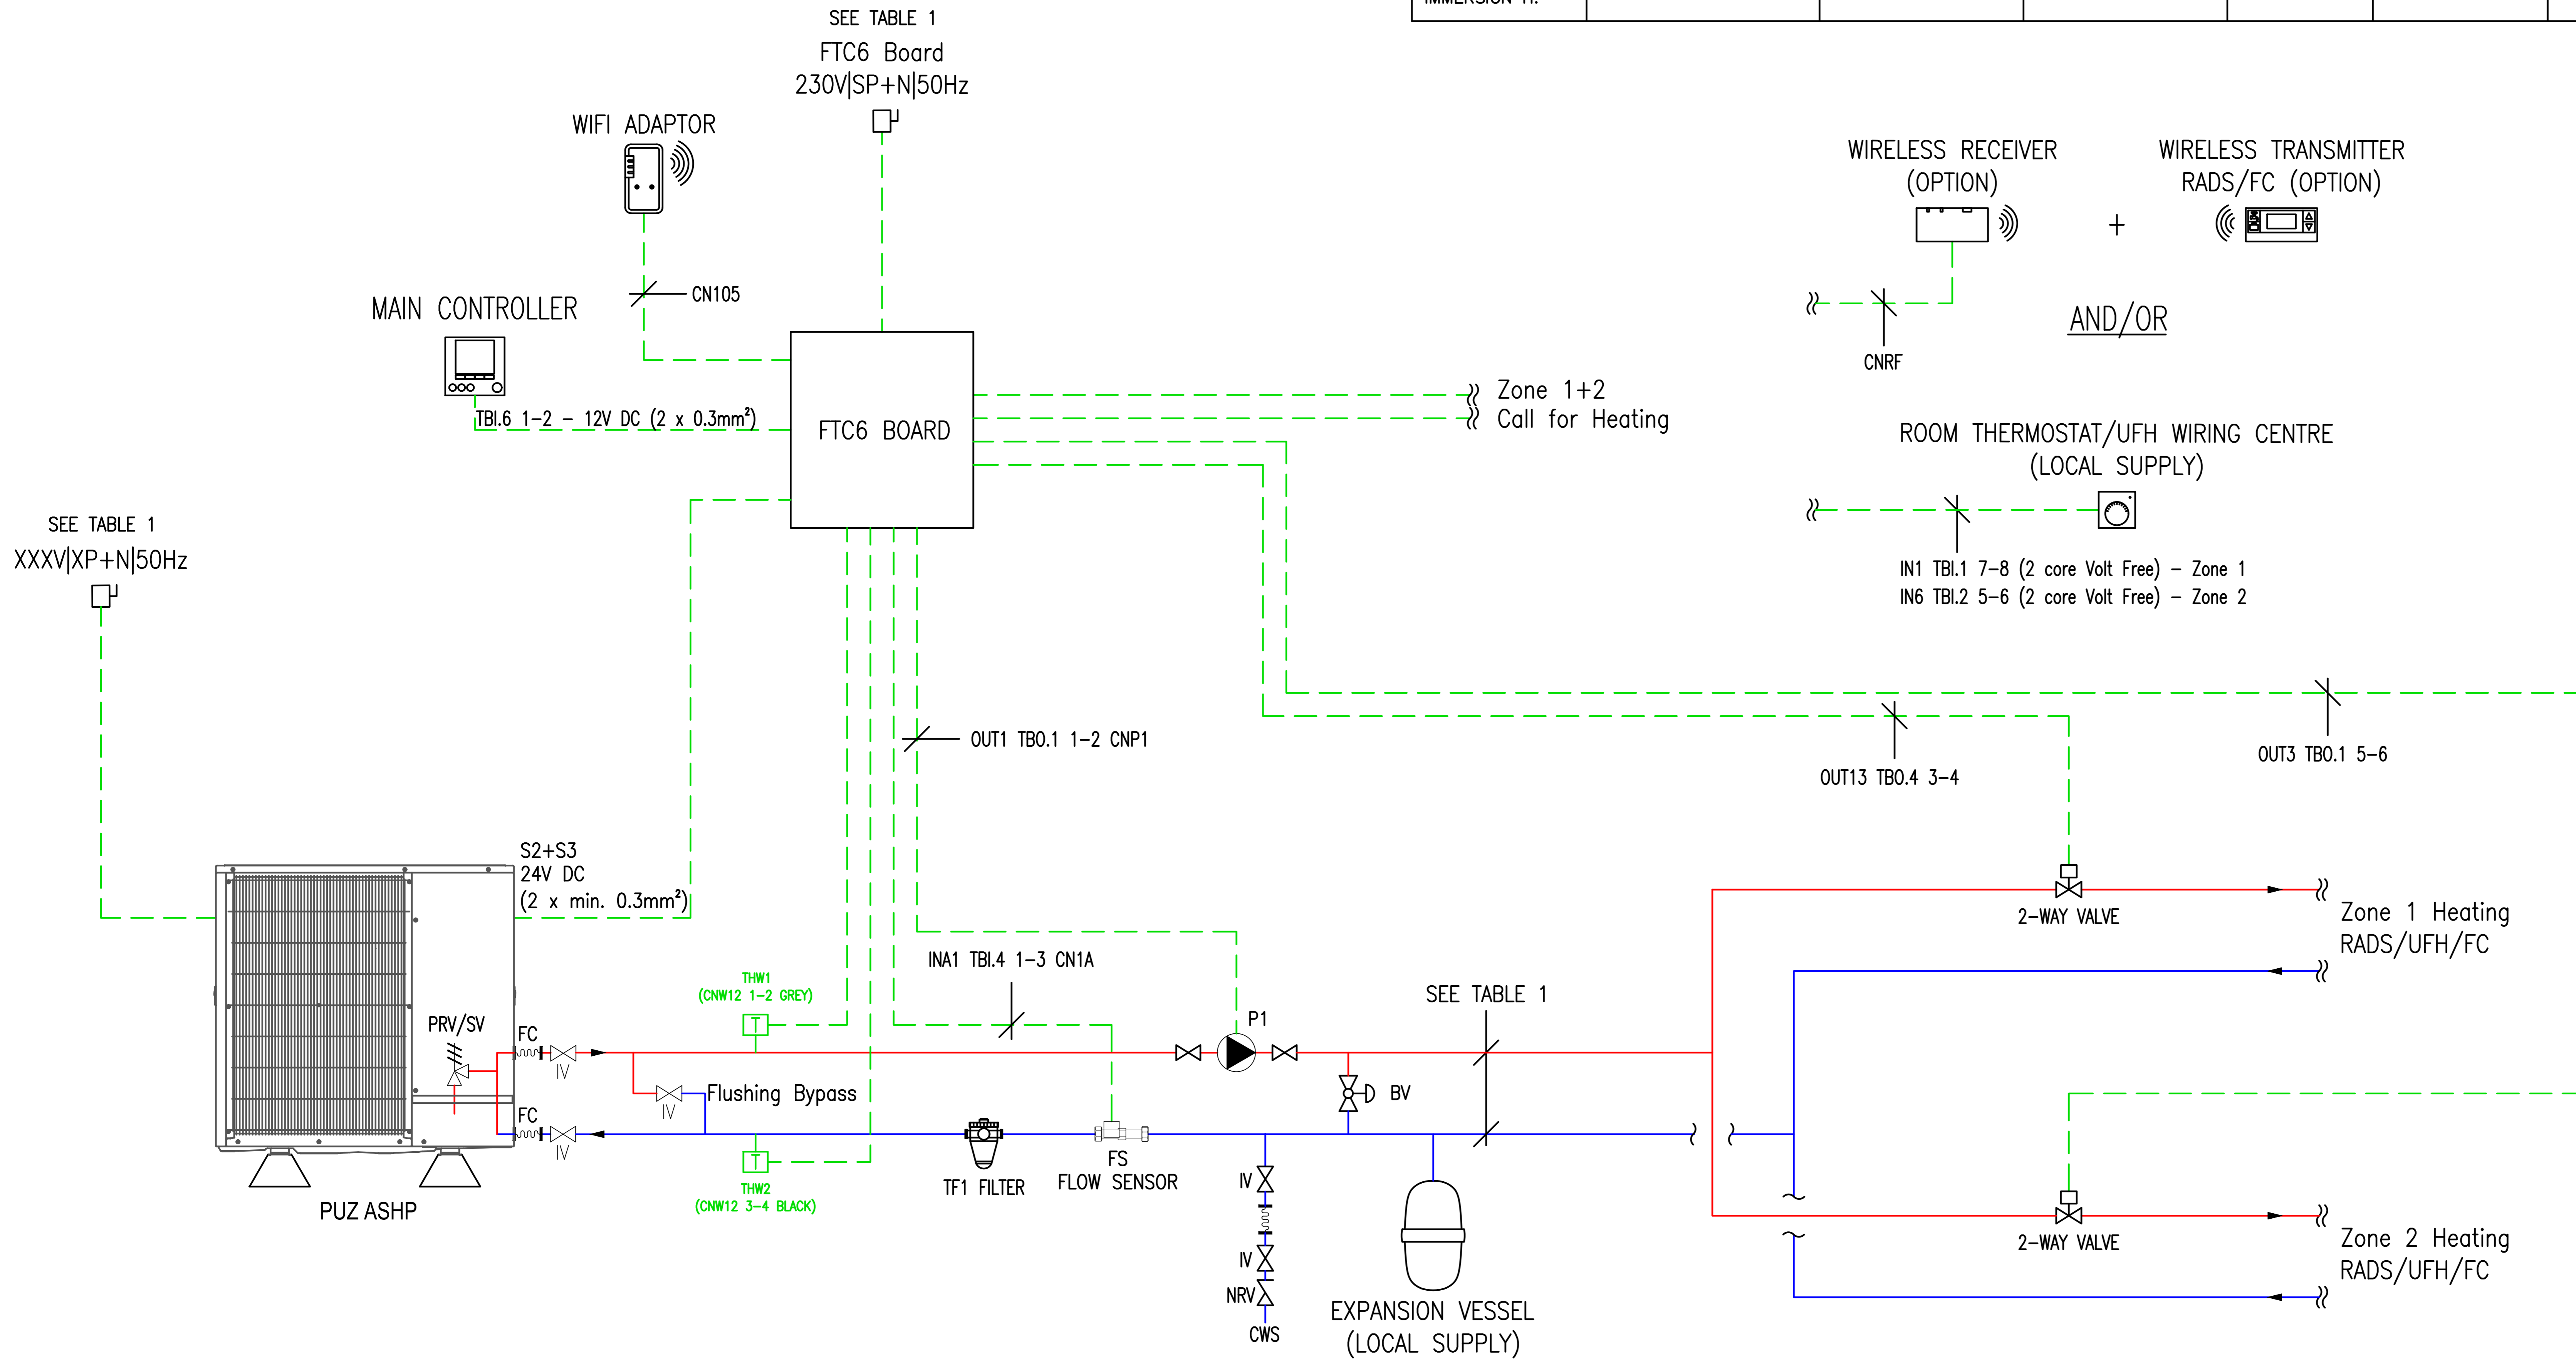 IMMERSION H.
SEE TABLE 1
FTC6 Board
230V|SP+N|50Hz
WIFI ADAPTOR
CN105
MAIN CONTROLLER
TBI.6 1-2 - 12V DC (2 x 0.3mm²)
FTC6 BOARD
Zone 1+2
Call for Heating
WIRELESS RECEIVER
(OPTION)
+
WIRELESS TRANSMITTER
RADS/FC (OPTION)
CNRF
AND/OR
ROOM THERMOSTAT/UFH WIRING CENTRE
(LOCAL SUPPLY)
IN1 TBI.1 7-8 (2 core Volt Free) - Zone 1
IN6 TBI.2 5-6 (2 core Volt Free) - Zone 2
SEE TABLE 1
XXXV|XP+N|50Hz
OUT1 TBO.1 1-2 CNP1
OUT13 TBO.4 3-4
OUT3 TBO.1 5-6
S2+S3
24V DC
(2 x min. 0.3mm²)
2-WAY VALVE
Zone 1 Heating
RADS/UFH/FC
INA1 TBI.4 1-3 CN1A
THW1
(CNW12 1-2 GREY)
T
SEE TABLE 1
P1
PRV/SV
FC
IV
Flushing Bypass
IV
BV
FC
IV
T
THW2
(CNW12 3-4 BLACK)
TF1 FILTER
FS
FLOW SENSOR
IV
IV
NRV
CWS
EXPANSION VESSEL
(LOCAL SUPPLY)
PUZ ASHP
2-WAY VALVE
Zone 2 Heating
RADS/UFH/FC